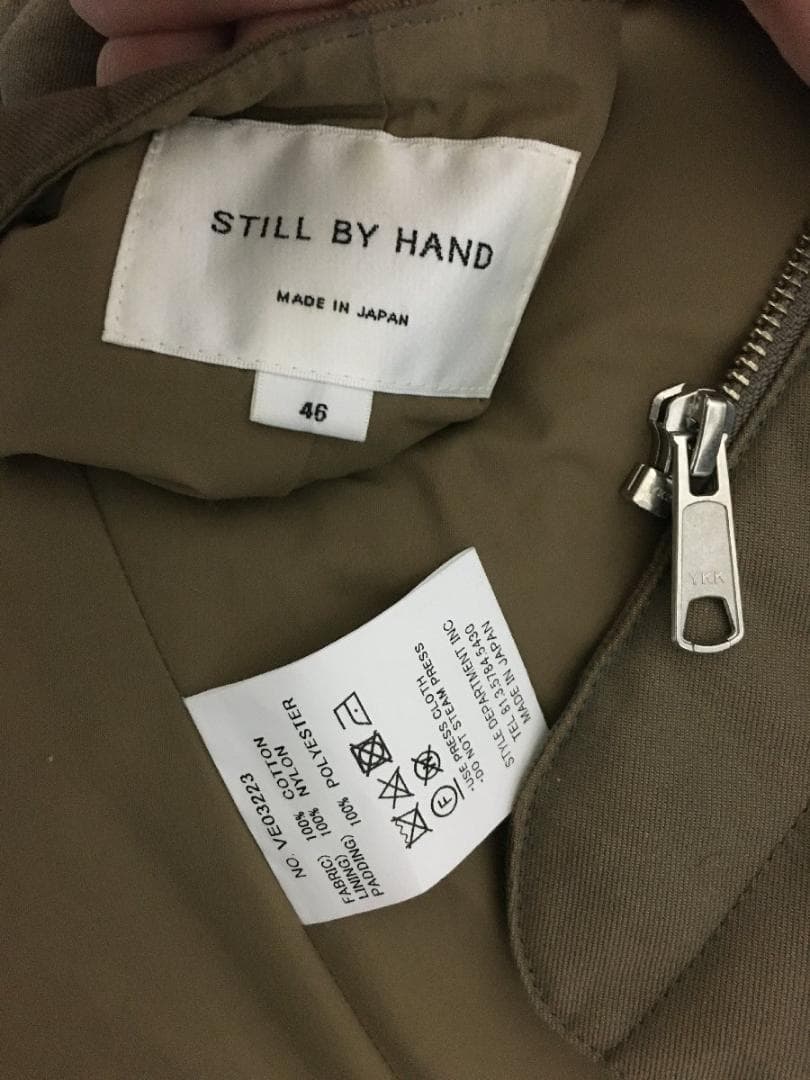 STILL BY HAND
MADE IN JAPAN
46
YKK
NO. VE03223
FABRIC) 100% COTTON
LINING) 100% NYLON
PADDING) 100% POLYESTER
F
•USE PRESS CLOTH
•DO NOT STEAM PRESS
STYLE DEPARTMENT INC
TEL 81.3.5784.5430
MADE IN JAPAN